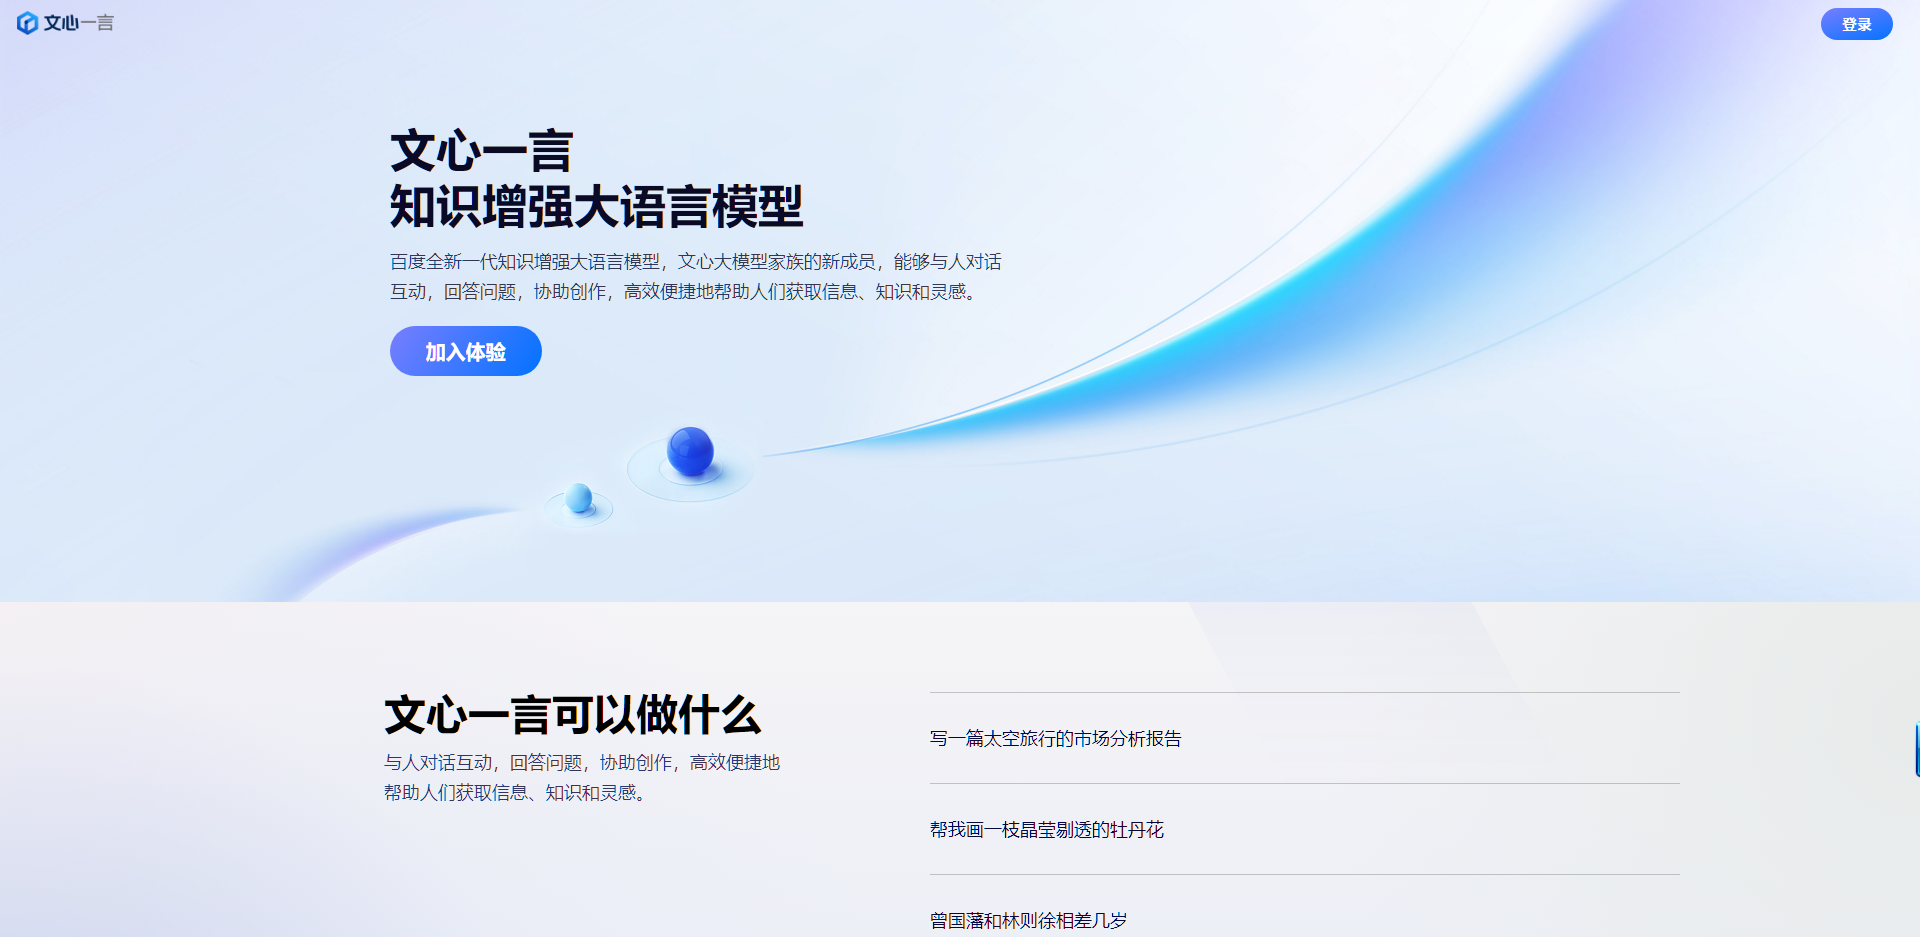 文心一言
登录
文心一言
知识增强大语言模型
百度全新一代知识增强大语言模型，文心大模型家族的新成员，能够与人对话
互动，回答问题，协助创作，高效便捷地帮助人们获取信息、知识和灵感。
加入体验
文心一言可以做什么
与人对话互动，回答问题，协助创作，高效便捷地
帮助人们获取信息、知识和灵感。
写一篇太空旅行的市场分析报告
帮我画一枝晶莹剔透的牡丹花
曾国藩和林则徐相差几岁